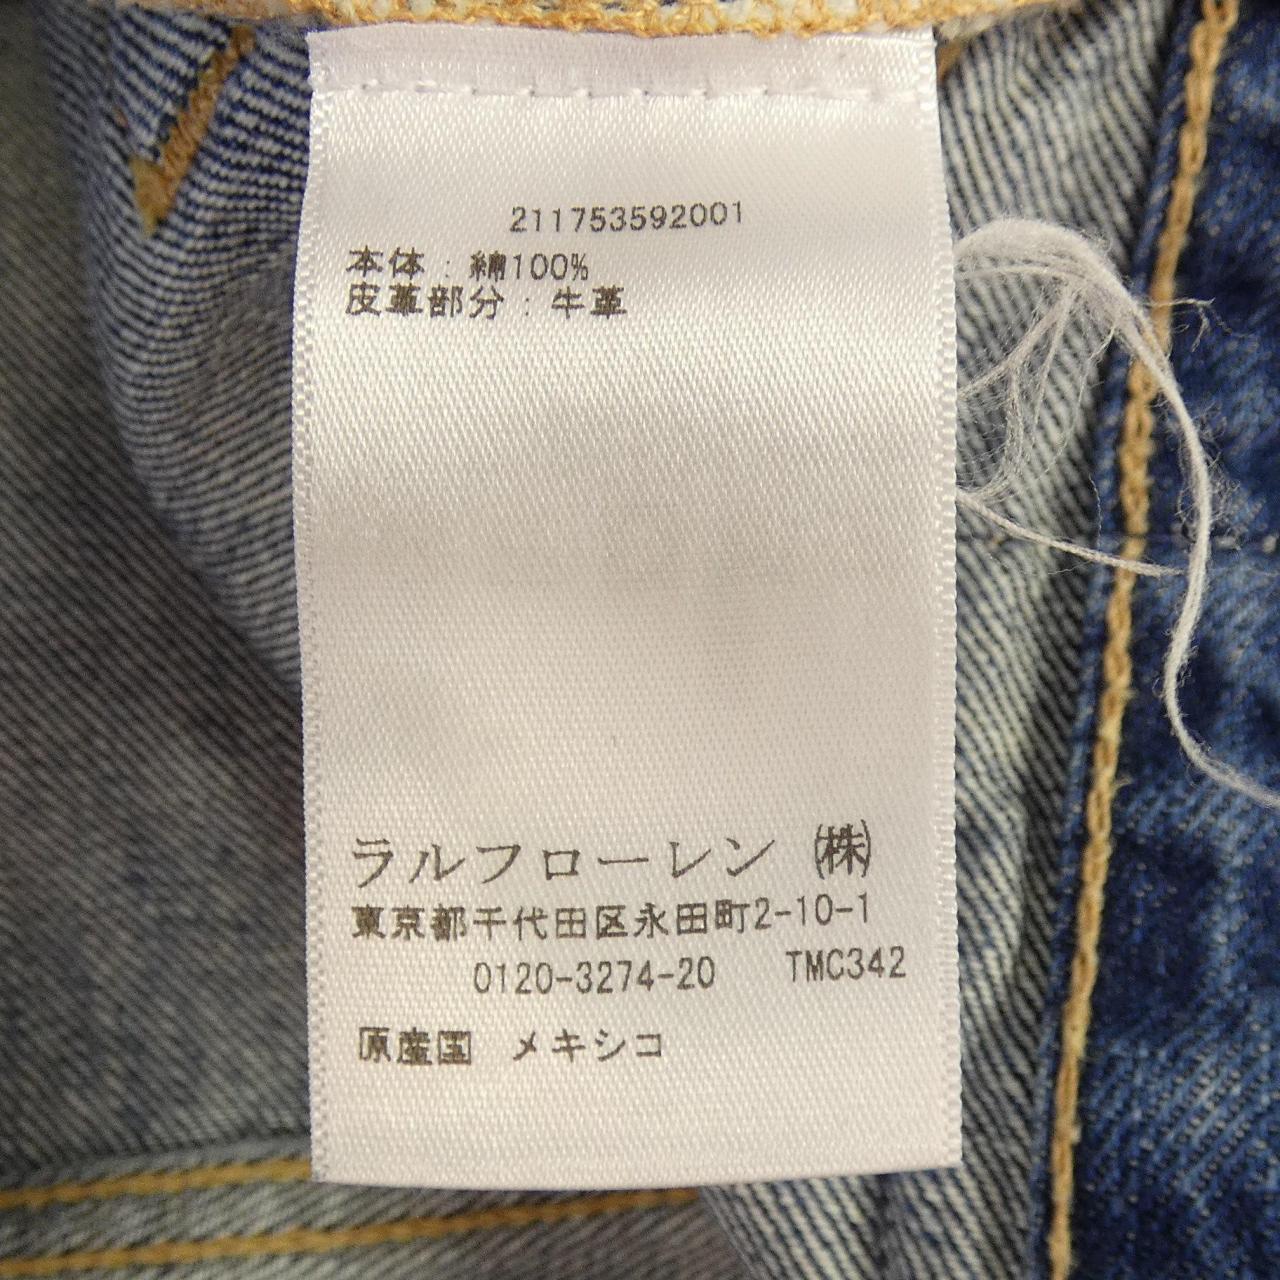 211753592001
本体：綿100%
皮革部分：牛革
ラルフローレン ㈱
東京都千代田区永田町2-10-1
0120-3274-20 TMC342
原産国 メキシコ